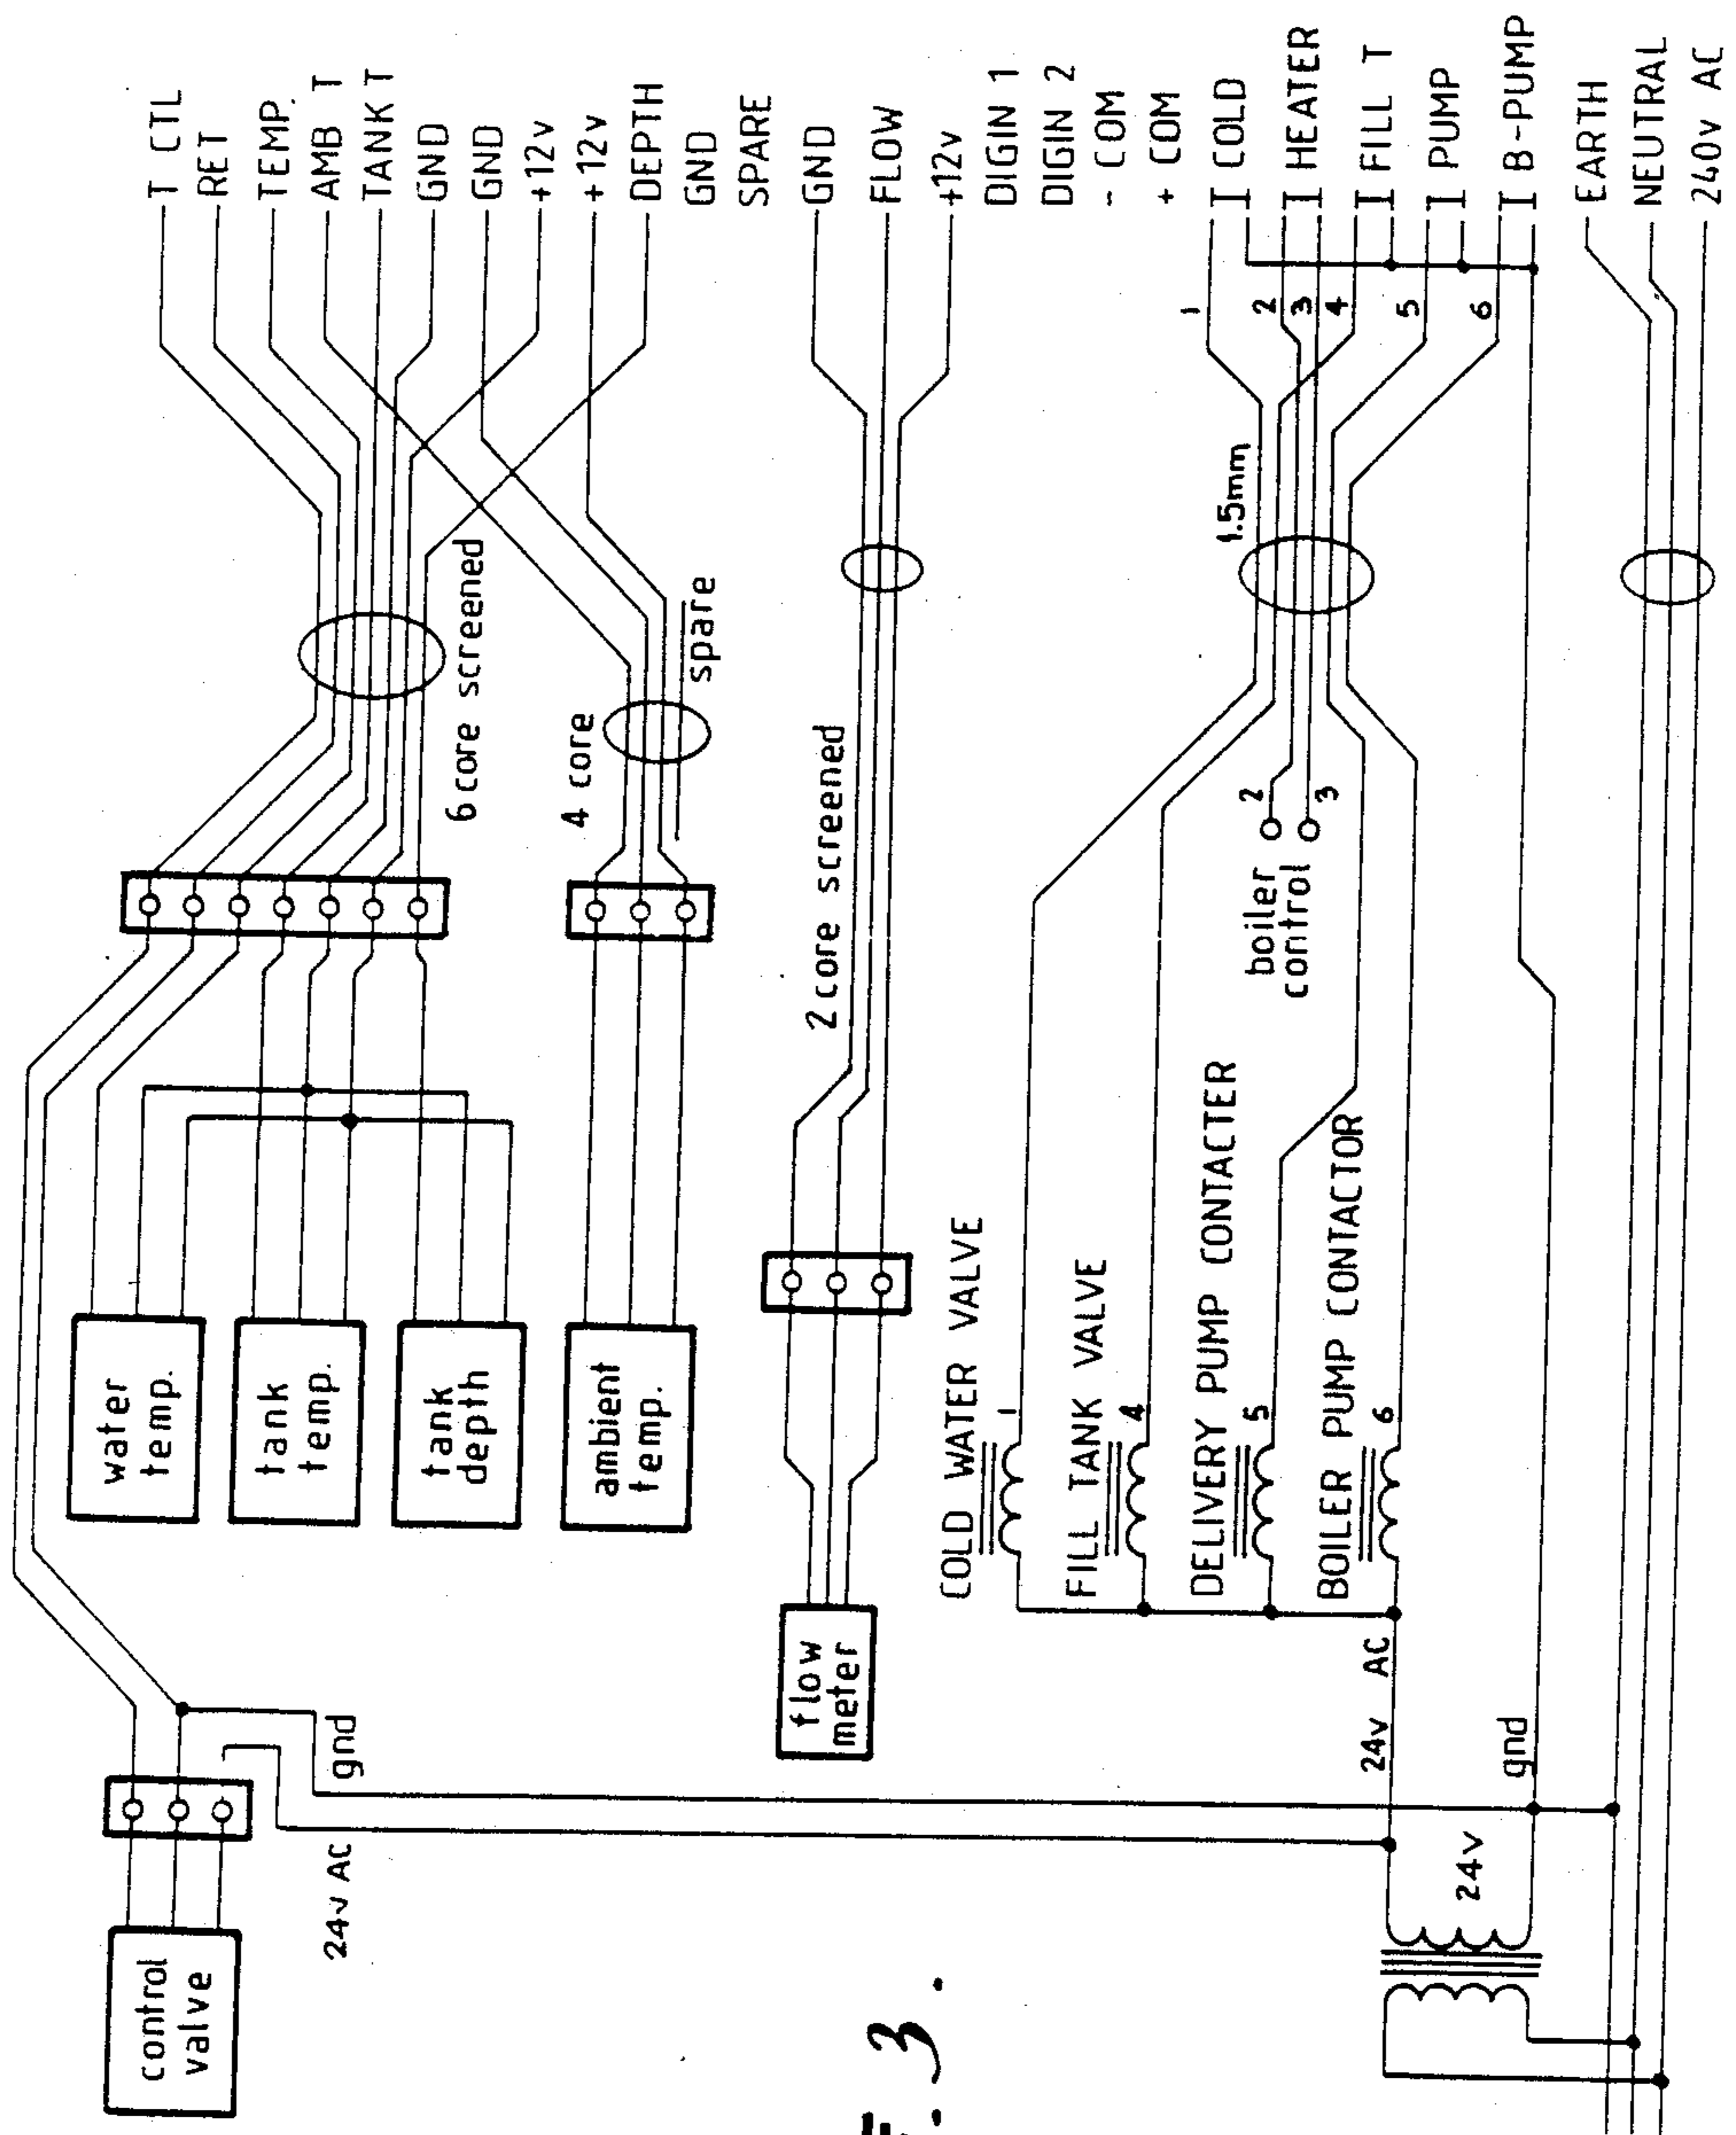 T CTL
RET
TEMP.
AMB T
TANK T
GND
GND
+12v
+12v
DEPTH
GND
SPARE
GND
FLOW
+12v
DIGIN 1
DIGIN 2
- COM
+ COM
COLD
HEATER
FILL T
PUMP
B-PUMP
EARTH
NEUTRAL
240v AC
1
2
3
4
5
6
6 core screened
4 core
spare
2 core screened
1.5mm
2
3
boiler
control
water
temp.
tank
temp.
tank
depth
ambient
temp.
flow
meter
COLD WATER VALVE
1
FILL TANK VALVE
4
DELIVERY PUMP CONTACTER
5
BOILER PUMP CONTACTOR
6
24v AC
gnd
gnd
24v AC
24v
control
valve
3.